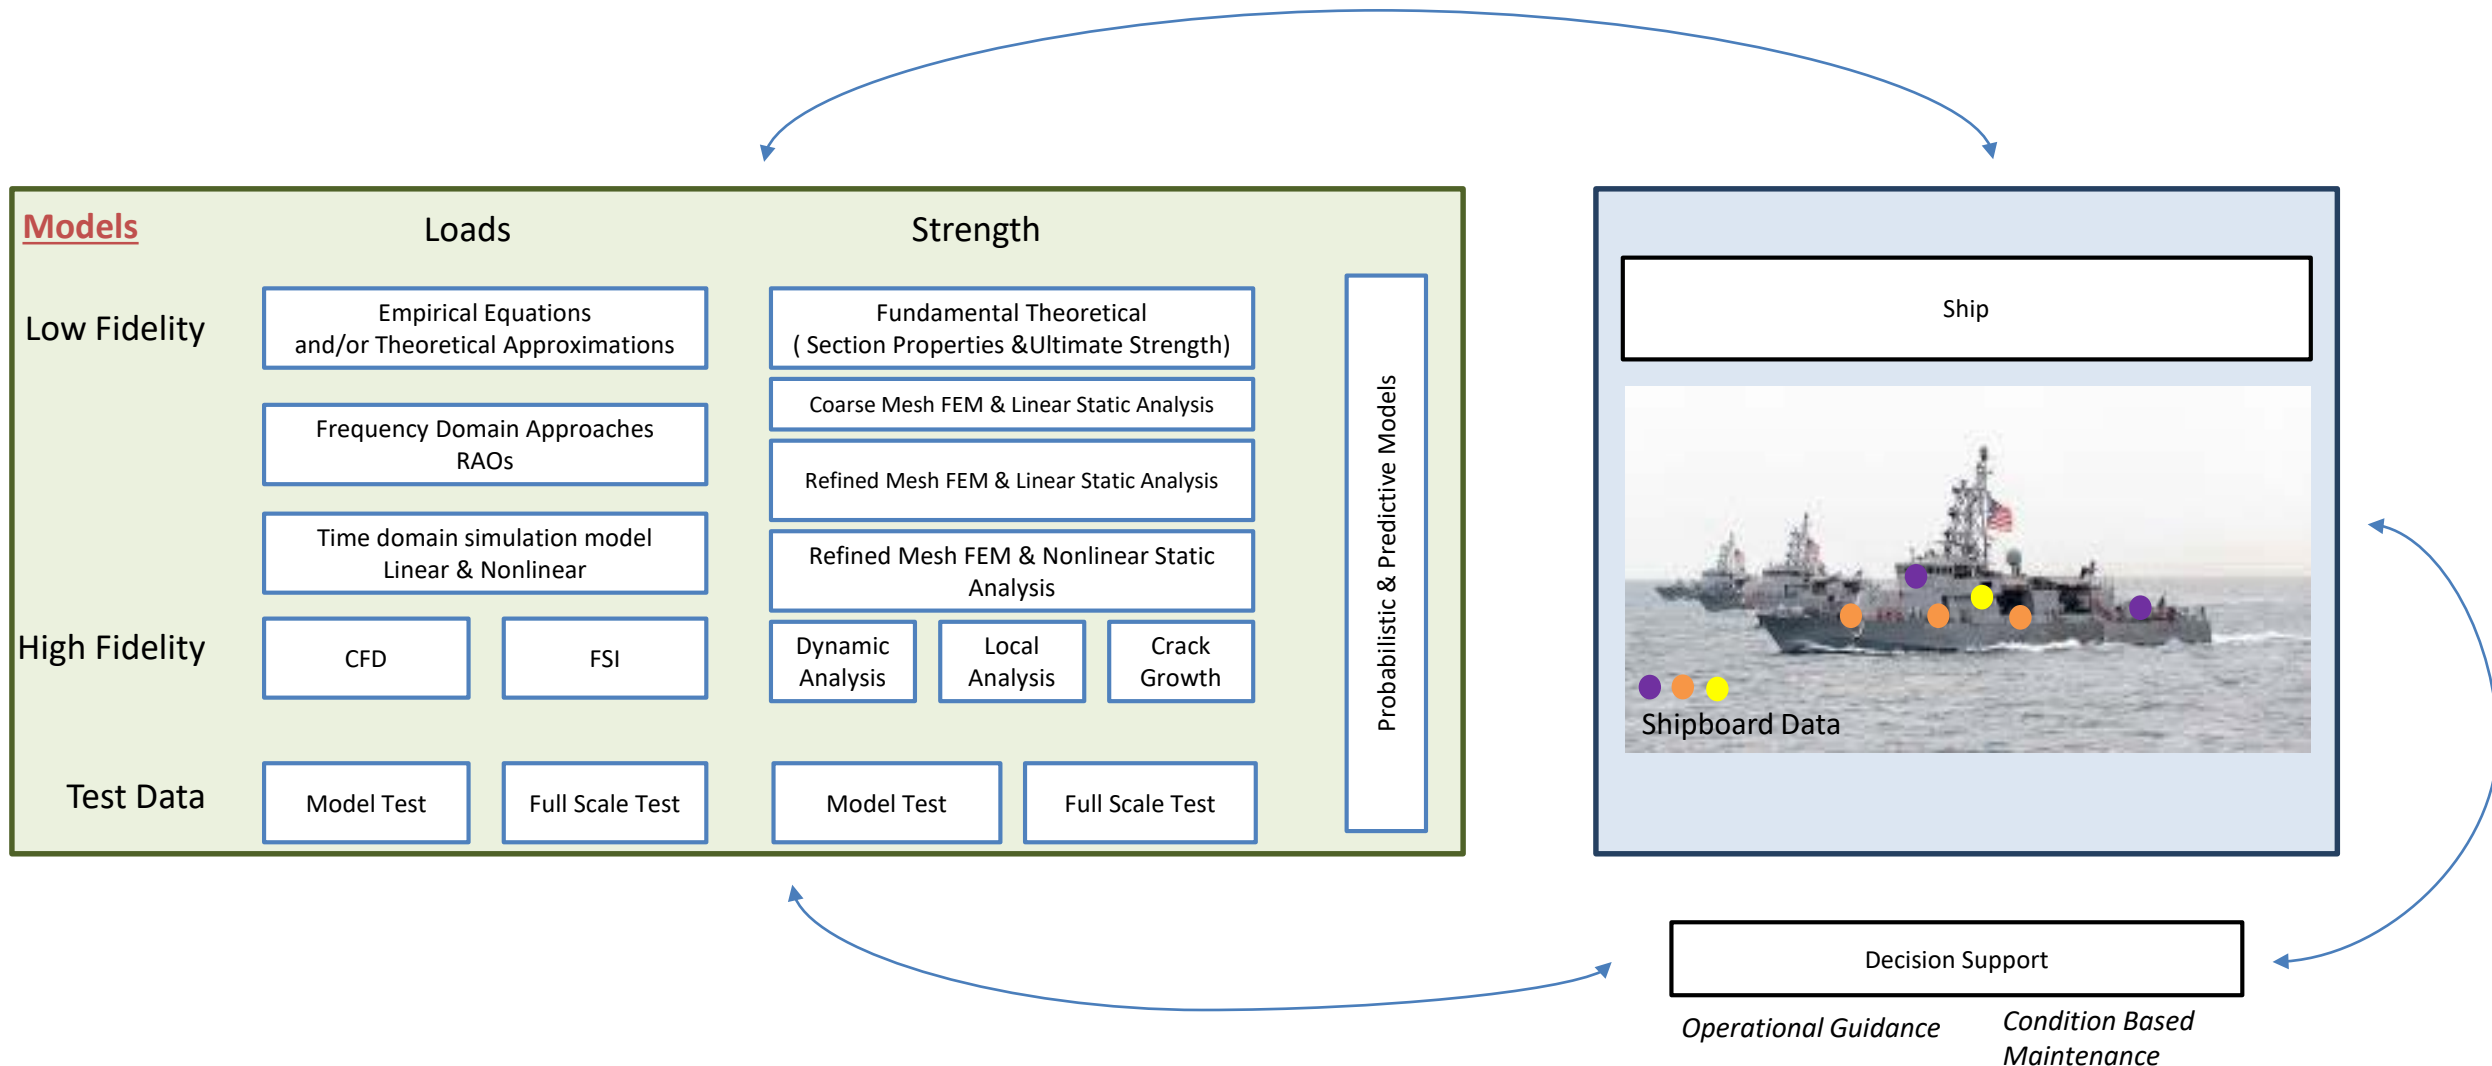 Models
Loads
Strength
Low Fidelity
Empirical Equations
and/or Theoretical Approximations
Fundamental Theoretical
( Section Properties &Ultimate Strength)
Coarse Mesh FEM & Linear Static Analysis
Frequency Domain Approaches
RAOs
Refined Mesh FEM & Linear Static Analysis
Time domain simulation model
Linear & Nonlinear
Refined Mesh FEM & Nonlinear Static
Analysis
High Fidelity
CFD
FSI
Dynamic
Analysis
Local
Analysis
Crack
Growth
Test Data
Model Test
Full Scale Test
Model Test
Full Scale Test
Probabilistic & Predictive Models
Ship
Shipboard Data
Decision Support
Operational Guidance
Condition Based
Maintenance